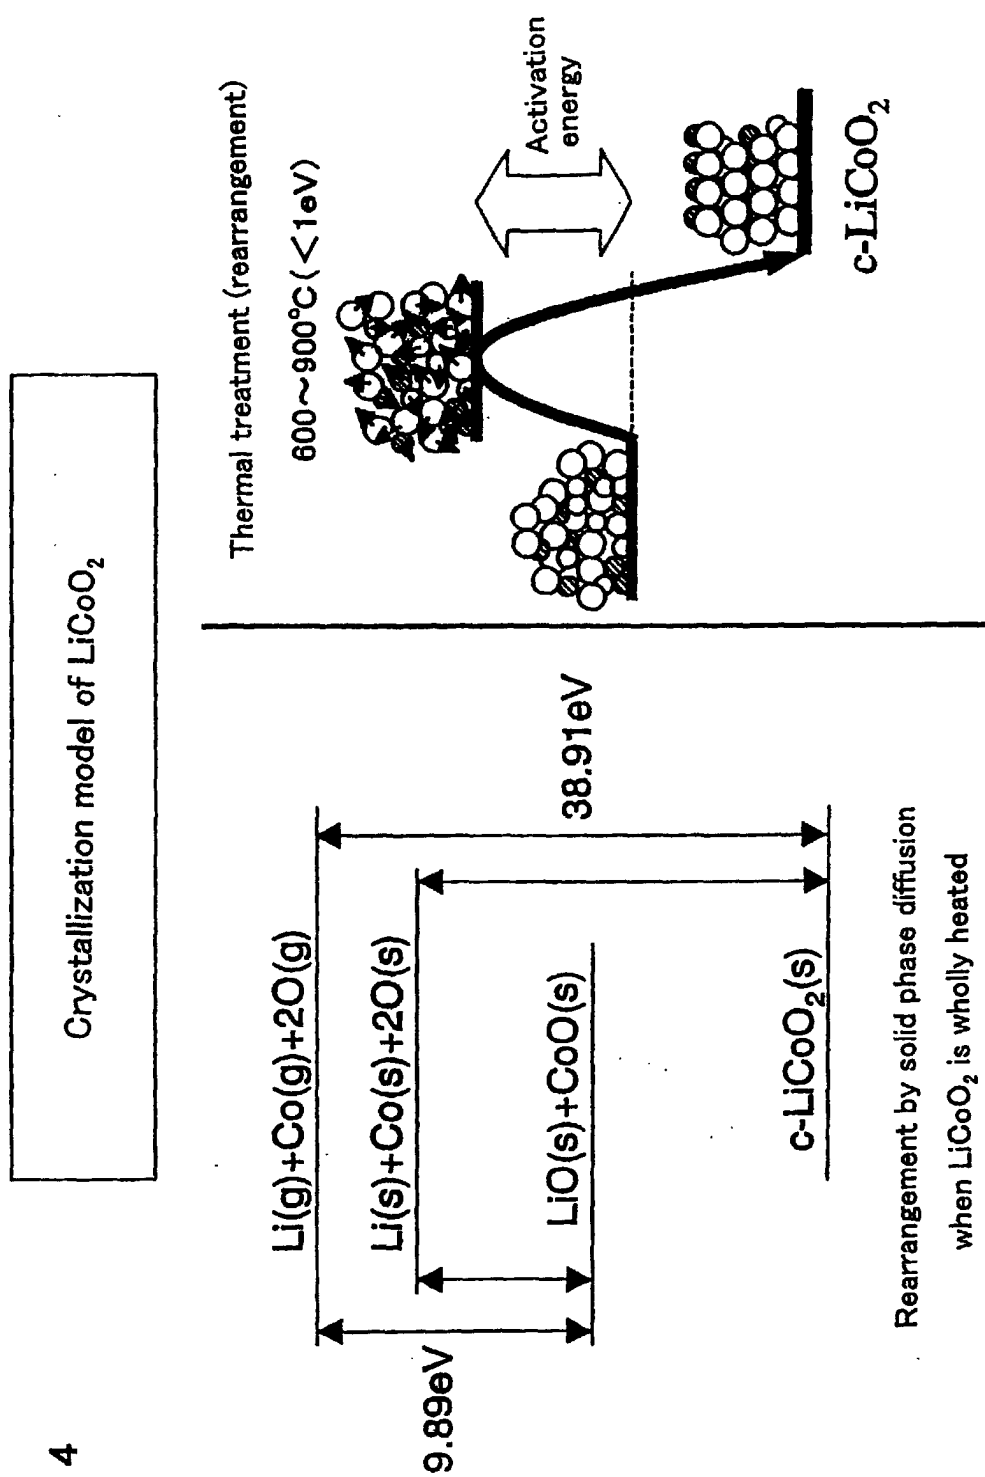 4
Crystallization model of LiCoO₂
Li(g)+Co(g)+2O(g)
Li(s)+Co(s)+2O(s)
LiO(s)+CoO(s)
c-LiCoO₂(s)
9.89eV
38.91eV
Rearrangement by solid phase diffusion
when LiCoO₂ is wholly heated
Thermal treatment (rearrangement)
600~900°C(<1eV)
Activation
energy
c-LiCoO₂